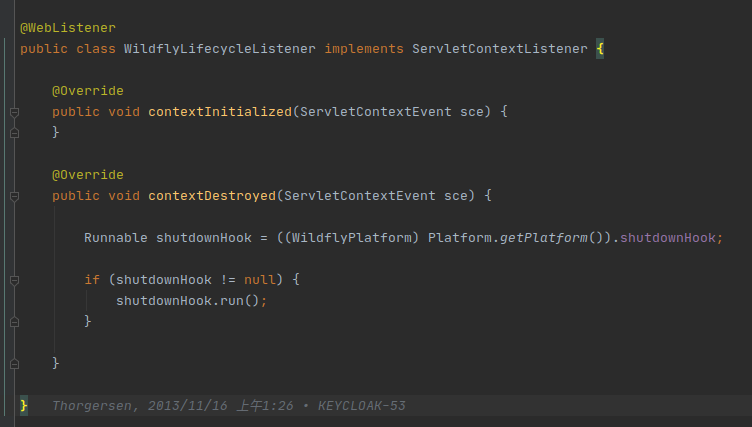 @WebListener
public class WildflyLifecycleListener implements ServletContextListener {
@Override
public void contextInitialized(ServletContextEvent sce) {
}
@Override
public void contextDestroyed(ServletContextEvent sce) {
Runnable shutdownHook = ((WildflyPlatform) Platform.getPlatform()).shutdownHook;
if (shutdownHook != null) {
shutdownHook.run();
}
}
} Thorgersen, 2013/11/16 上午1:26 • KEYCLOAK-53